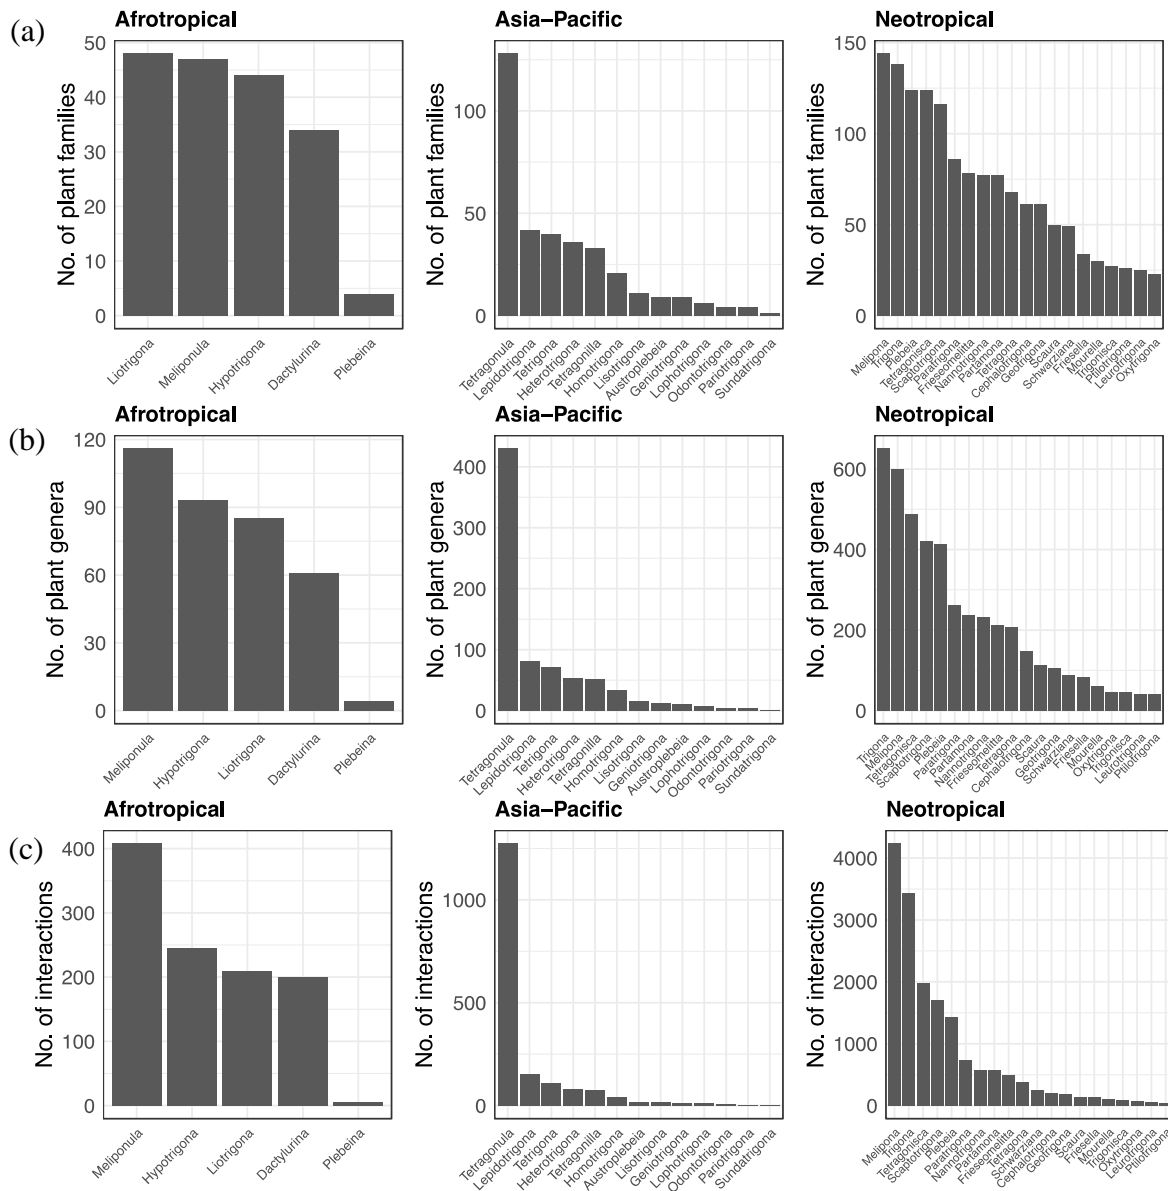 (a)
Afrotropical
Asia–Pacific
Neotropical
No. of plant families
50
40
30
20
10
0
Liotrigona
Meliponula
Hypotrigona
Dactylurina
Plebeina
No. of plant families
100
50
0
Tetragonula
Lepidotrigona
Tetrigona
Heterotrigona
Tetragonilla
Homotrigona
Lisotrigona
Austroplebeia
Geniotrigona
Lophotrigona
Odontotrigona
Pariotrigona
Sundatrigona
No. of plant families
150
100
50
0
Melipona
Trigona
Plebeia
Tetragonisca
Scaptotrigona
Paratrigona
Frieseomelitta
Nannotrigona
Partamona
Tetragona
Cephalotrigona
Geotrigona
Scaura
Schwarziana
Friesella
Mourella
Trigonisca
Ptilotrigona
Leurotrigona
Oxytrigona
(b)
Afrotropical
Asia–Pacific
Neotropical
No. of plant genera
120
90
60
30
0
Meliponula
Hypotrigona
Liotrigona
Dactylurina
Plebeina
No. of plant genera
400
300
200
100
0
Tetragonula
Lepidotrigona
Tetrigona
Heterotrigona
Tetragonilla
Homotrigona
Lisotrigona
Geniotrigona
Austroplebeia
Lophotrigona
Odontotrigona
Pariotrigona
Sundatrigona
No. of plant genera
600
400
200
0
Trigona
Melipona
Tetragonisca
Scaptotrigona
Plebeia
Paratrigona
Partamona
Nannotrigona
Frieseomelitta
Tetragona
Cephalotrigona
Scaura
Geotrigona
Schwarziana
Friesella
Mourella
Oxytrigona
Trigonisca
Leurotrigona
Ptilotrigona
(c)
Afrotropical
Asia–Pacific
Neotropical
No. of interactions
400
300
200
100
0
Meliponula
Hypotrigona
Liotrigona
Dactylurina
Plebeina
No. of interactions
1000
500
0
Tetragonula
Lepidotrigona
Tetrigona
Heterotrigona
Tetragonilla
Homotrigona
Austroplebeia
Lisotrigona
Geniotrigona
Lophotrigona
Odontotrigona
Pariotrigona
Sundatrigona
No. of interactions
4000
3000
2000
1000
0
Melipona
Trigona
Tetragonisca
Scaptotrigona
Plebeia
Paratrigona
Nannotrigona
Partamona
Frieseomelitta
Tetragona
Schwarziana
Cephalotrigona
Geotrigona
Scaura
Friesella
Mourella
Trigonisca
Oxytrigona
Leurotrigona
Ptilotrigona